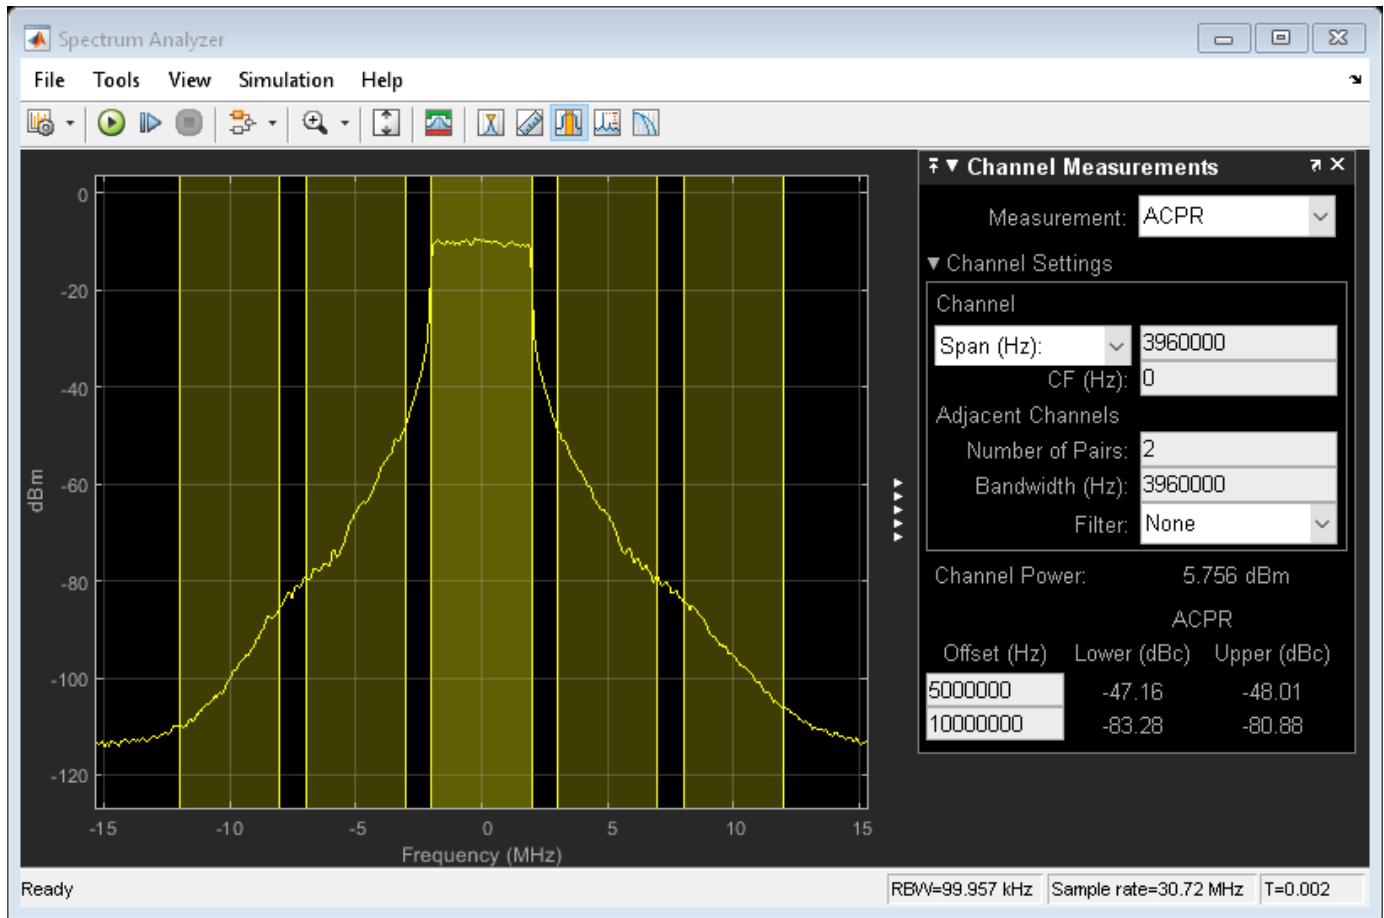 Spectrum Analyzer
File Tools View Simulation Help
Channel Measurements
Measurement: ACPR
Channel Settings
Channel
Span (Hz): 3960000
CF (Hz): 0
Adjacent Channels
Number of Pairs: 2
Bandwidth (Hz): 3960000
Filter: None
Channel Power: 5.756 dBm
ACPR
Offset (Hz) Lower (dBc) Upper (dBc)
5000000 -47.16 -48.01
10000000 -83.28 -80.88
0
-20
-40
-60
-80
-100
-120
dBm
-15 -10 -5 0 5 10 15
Frequency (MHz)
Ready RBW=99.957 kHz Sample rate=30.72 MHz T=0.002